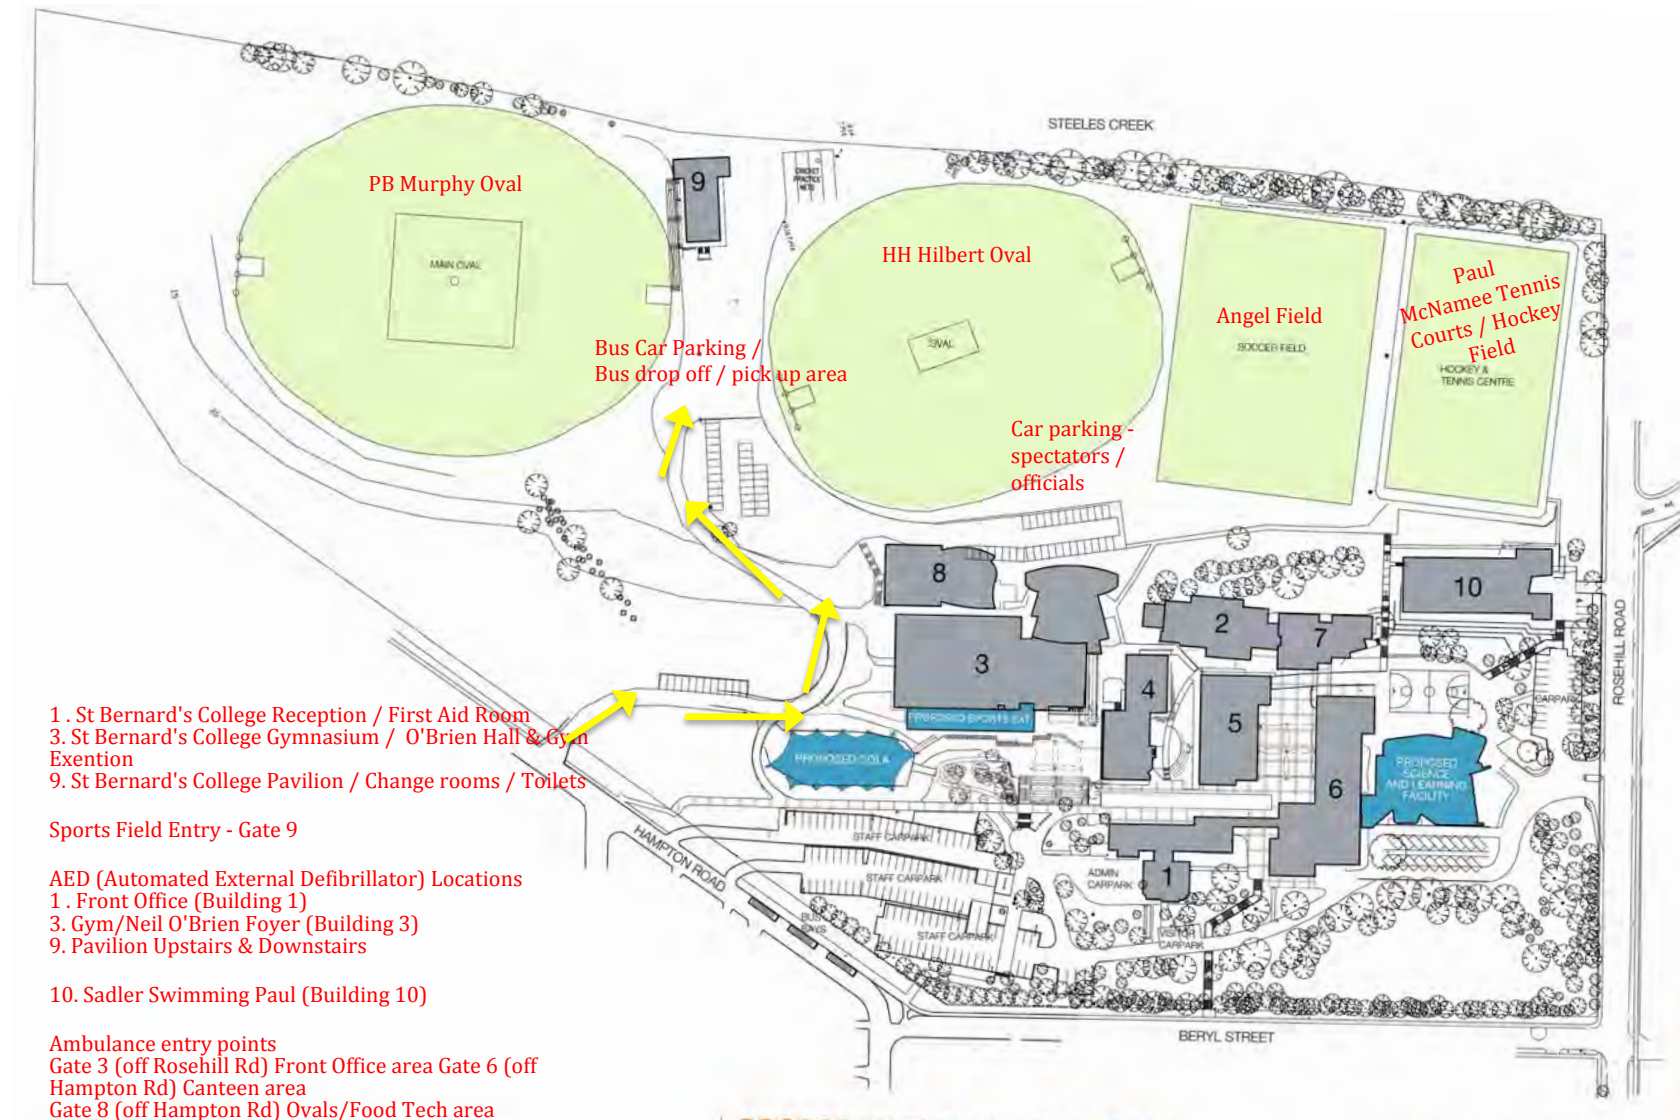 STEELES CREEK
PB Murphy Oval
9
CRICKET
PRACTICE
NETS
MAIN OVAL
HH Hilbert Oval
OVAL
Angel Field
SOCCER FIELD
Paul
McNamee Tennis
Courts / Hockey
Field
HOCKEY &
TENNIS CENTRE
15
Bus Car Parking /
Bus drop off / pick up area
Car parking -
spectators /
officials
8
10
2
7
3
4
5
6
1
ROSEHILL ROAD
CARPARK
PROPOSED COLA
PROPOSED
SCIENCE
AND LEARNING
FACILITY
STAFF CARPARK
STAFF CARPARK
STAFF CARPARK
ADMIN
CARPARK
VISITOR
CARPARK
BUS
BAYS
HAMPTON ROAD
BERYL STREET
1 . St Bernard's College Reception / First Aid Room
3. St Bernard's College Gymnasium / O'Brien Hall & Gym
Exention
9. St Bernard's College Pavilion / Change rooms / Toilets
Sports Field Entry - Gate 9
AED (Automated External Defibrillator) Locations
1 . Front Office (Building 1)
3. Gym/Neil O'Brien Foyer (Building 3)
9. Pavilion Upstairs & Downstairs
10. Sadler Swimming Paul (Building 10)
Ambulance entry points
Gate 3 (off Rosehill Rd) Front Office area Gate 6 (off
Hampton Rd) Canteen area
Gate 8 (off Hampton Rd) Ovals/Food Tech area